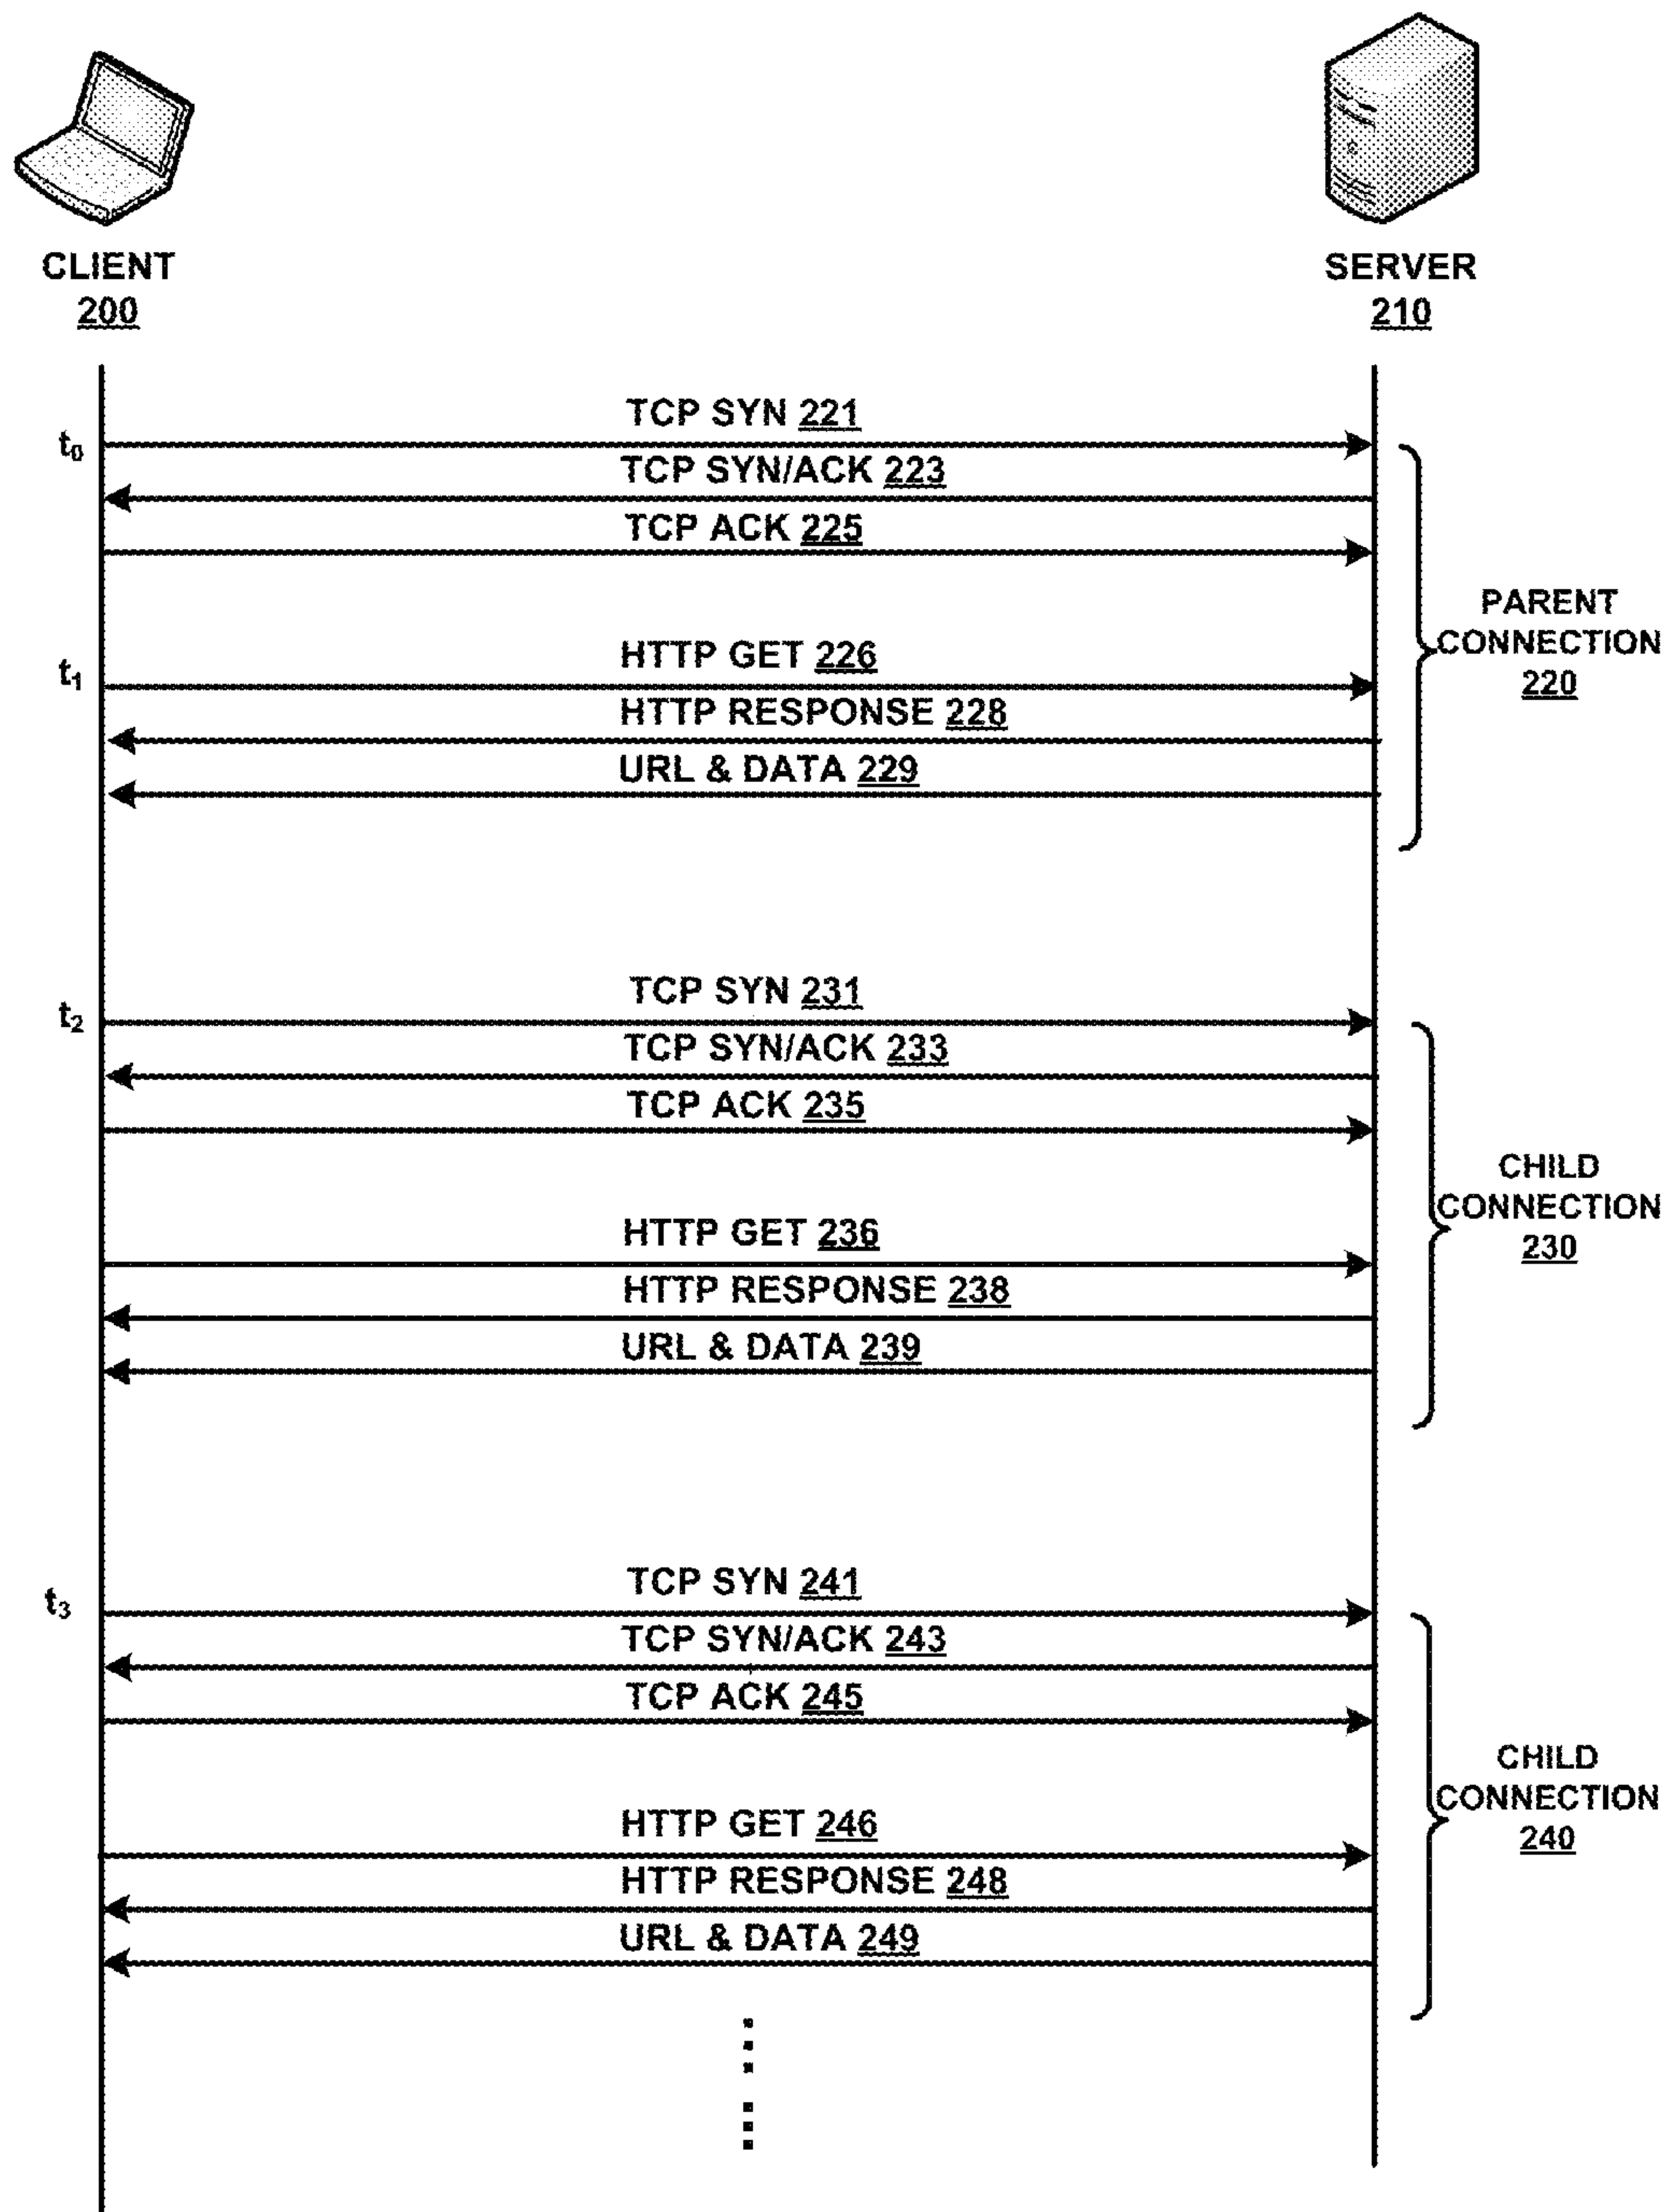 CLIENT
200
SERVER
210
TCP SYN 221
t0
TCP SYN/ACK 223
TCP ACK 225
PARENT
CONNECTION
220
HTTP GET 226
t1
HTTP RESPONSE 228
URL & DATA 229
TCP SYN 231
t2
TCP SYN/ACK 233
TCP ACK 235
CHILD
CONNECTION
230
HTTP GET 236
HTTP RESPONSE 238
URL & DATA 239
TCP SYN 241
t3
TCP SYN/ACK 243
TCP ACK 245
CHILD
CONNECTION
240
HTTP GET 246
HTTP RESPONSE 248
URL & DATA 249